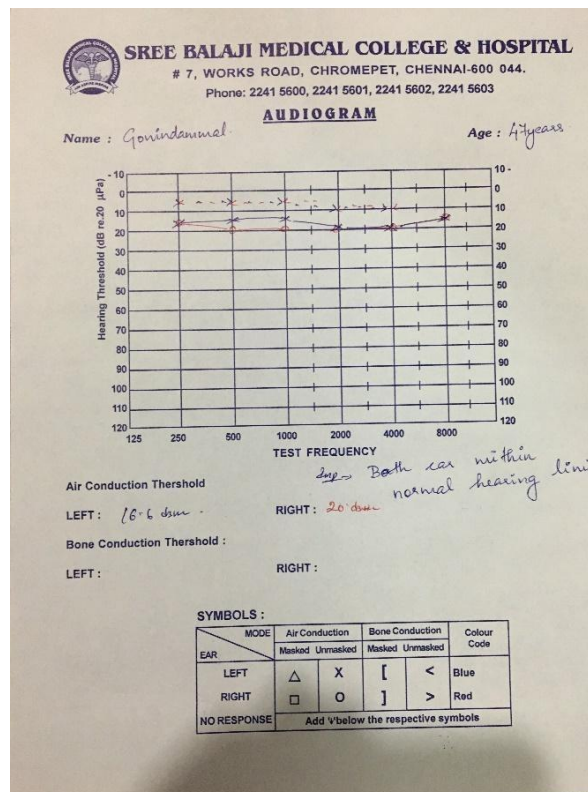 SREE BALAJI MEDICAL COLLEGE & HOSPITAL
# 7, WORKS ROAD, CHROMEPET, CHENNAI-600 044.
Phone: 2241 5600, 2241 5601, 2241 5602, 2241 5603
AUDIOGRAM
Name : Govindammal. Age : 47years
Hearing Threshold (dB re.20 µPa)
- 10 10 -
0 0
10 10
20 20
30 30
40 40
50 50
60 60
70 70
80 80
90 90
100 100
110 110
120 120
125 250 500 1000 2000 4000 8000
TEST FREQUENCY
Imp Both ear within
normal hearing limi
Air Conduction Thershold
LEFT : 16.6 RIGHT : 20
Bone Conduction Thershold :
LEFT : RIGHT :
SYMBOLS :
MODE Air Conduction Bone Conduction Colour Code
EAR Masked Unmasked Masked Unmasked
LEFT △ X [ < Blue
RIGHT □ O ] > Red
NO RESPONSE Add below the respective symbols